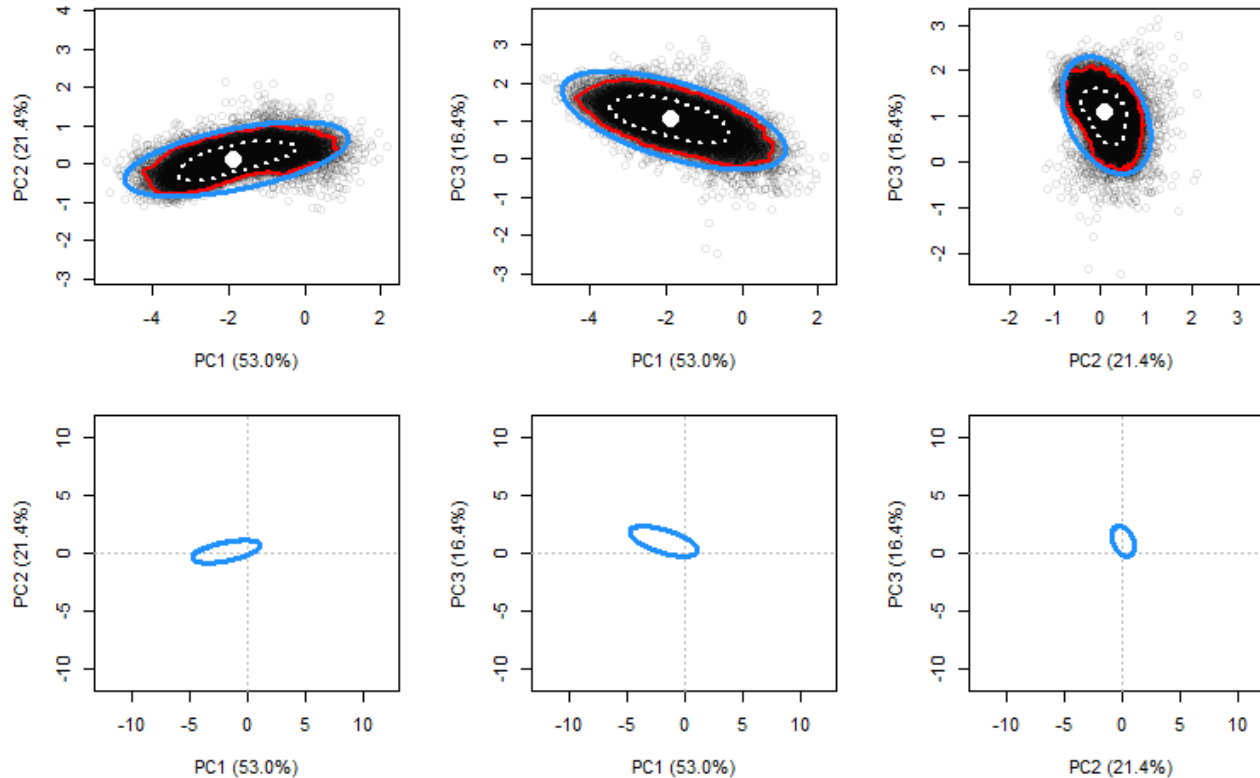 PC2 (21.4%)
4
3
2
1
0
-1
-2
-3
-4 -2 0 2
PC1 (53.0%)
PC3 (16.4%)
3
2
1
0
-1
-2
-3
-4 -2 0 2
PC1 (53.0%)
PC3 (16.4%)
3
2
1
0
-1
-2
-2 -1 0 1 2 3
PC2 (21.4%)
PC2 (21.4%)
10
5
0
-5
-10
-10 -5 0 5 10
PC1 (53.0%)
PC3 (16.4%)
10
5
0
-5
-10
-10 -5 0 5 10
PC1 (53.0%)
PC3 (16.4%)
10
5
0
-5
-10
-10 -5 0 5 10
PC2 (21.4%)